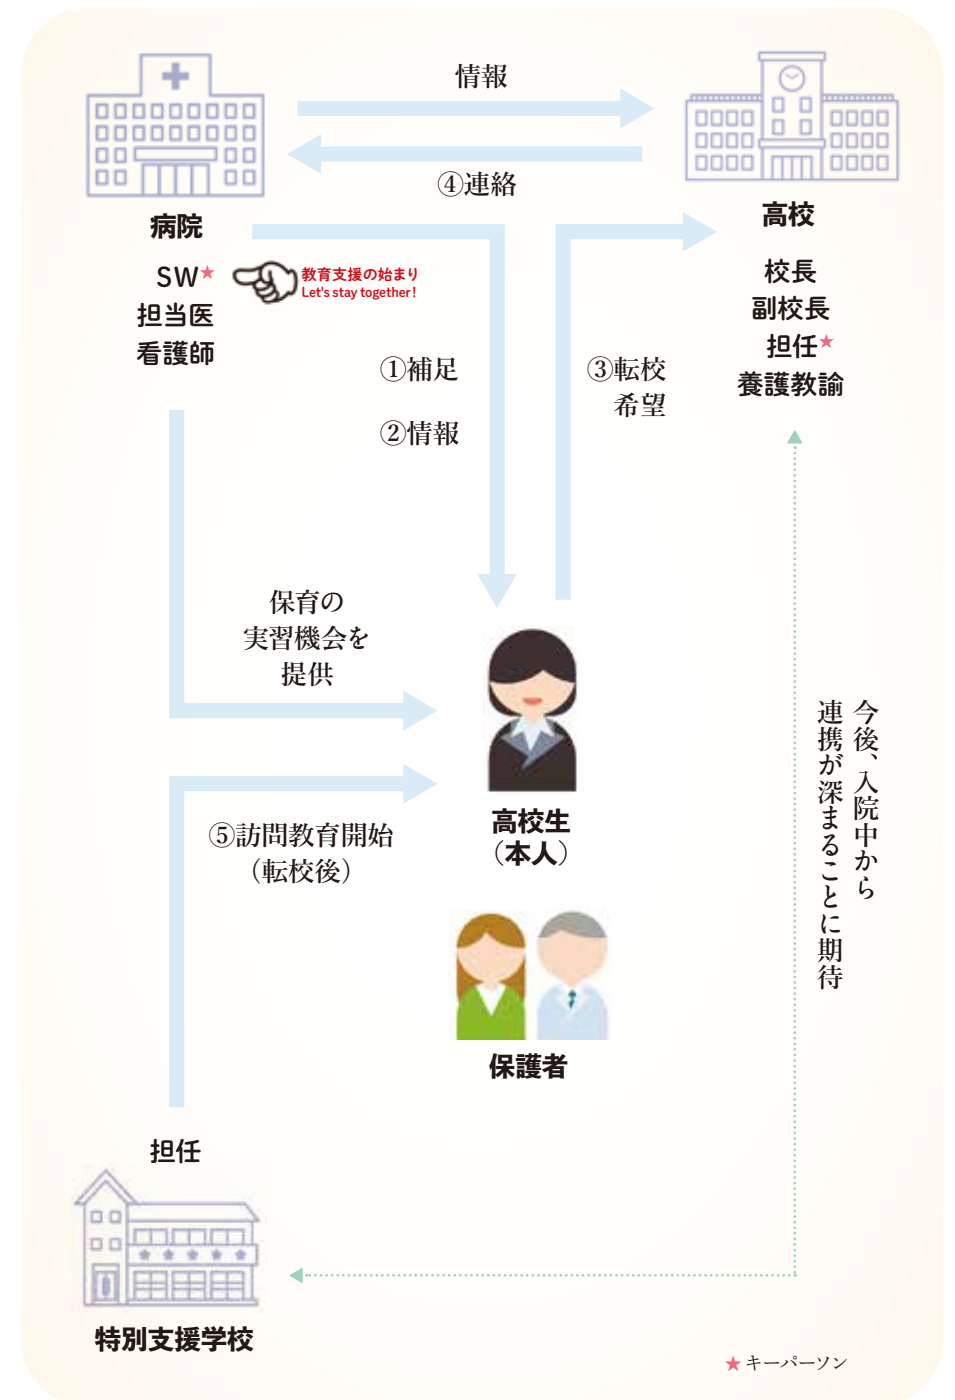 情報
④連絡
病院
SW★
担当医
看護師
教育支援の始まり
Let's stay together!
高校
校長
副校長
担任★
養護教諭
①補足
②情報
③転校
希望
保育の
実習機会を
提供
高校生
（本人）
⑤訪問教育開始
（転校後）
保護者
今後、入院中から
連携が深まることに期待
担任
特別支援学校
★キーパーソン